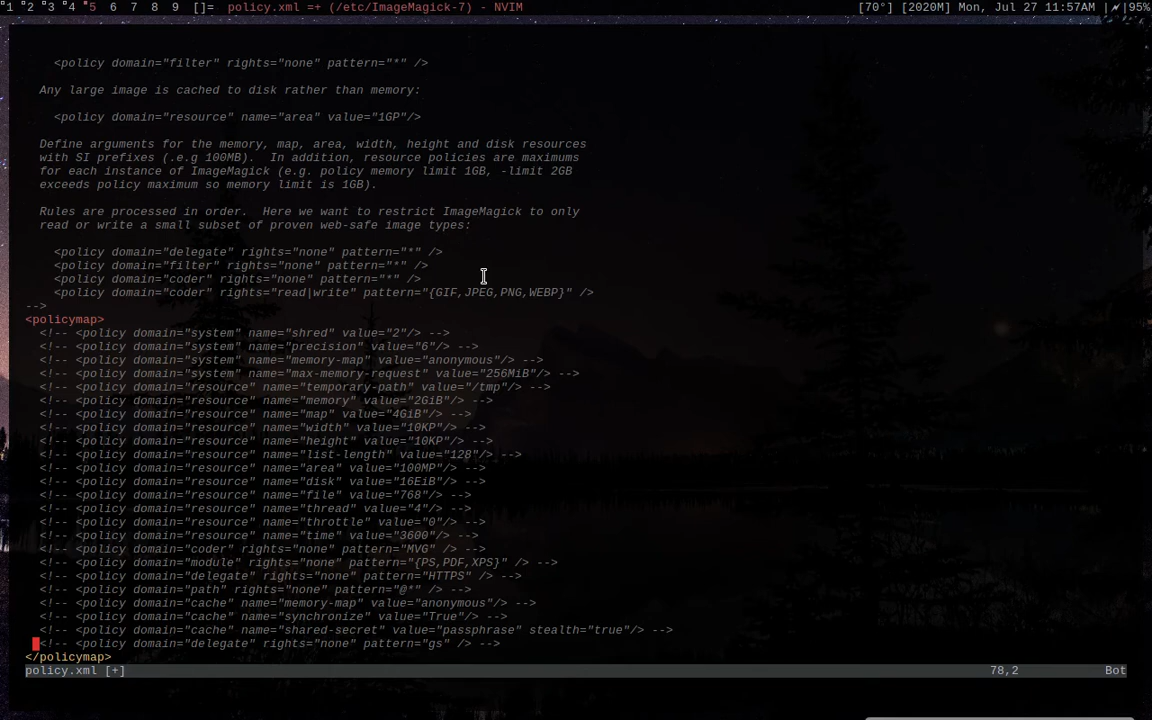 1 2 3 4 5 6 7 8 9 []= policy.xml =+ (/etc/ImageMagick-7) - NVIM [70°] [2020M] Mon, Jul 27 11:57AM | |95%
<policy domain="filter" rights="none" pattern="*" />
Any large image is cached to disk rather than memory:
<policy domain="resource" name="area" value="1GP"/>
Define arguments for the memory, map, area, width, height and disk resources
with SI prefixes (.e.g 100MB).  In addition, resource policies are maximums
for each instance of ImageMagick (e.g. policy memory limit 1GB, -limit 2GB
exceeds policy maximum so memory limit is 1GB).
Rules are processed in order.  Here we want to restrict ImageMagick to only
read or write a small subset of proven web-safe image types:
<policy domain="delegate" rights="none" pattern="*" />
<policy domain="filter" rights="none" pattern="*" />
<policy domain="coder" rights="none" pattern="*" />
<policy domain="coder" rights="read|write" pattern="{GIF,JPEG,PNG,WEBP}" />
-->
<policymap>
<!-- <policy domain="system" name="shred" value="2"/> -->
<!-- <policy domain="system" name="precision" value="6"/> -->
<!-- <policy domain="system" name="memory-map" value="anonymous"/> -->
<!-- <policy domain="system" name="max-memory-request" value="256MiB"/> -->
<!-- <policy domain="resource" name="temporary-path" value="/tmp"/> -->
<!-- <policy domain="resource" name="memory" value="2GiB"/> -->
<!-- <policy domain="resource" name="map" value="4GiB"/> -->
<!-- <policy domain="resource" name="width" value="10KP"/> -->
<!-- <policy domain="resource" name="height" value="10KP"/> -->
<!-- <policy domain="resource" name="list-length" value="128"/> -->
<!-- <policy domain="resource" name="area" value="100MP"/> -->
<!-- <policy domain="resource" name="disk" value="16EiB"/> -->
<!-- <policy domain="resource" name="file" value="768"/> -->
<!-- <policy domain="resource" name="thread" value="4"/> -->
<!-- <policy domain="resource" name="throttle" value="0"/> -->
<!-- <policy domain="resource" name="time" value="3600"/> -->
<!-- <policy domain="coder" rights="none" pattern="MVG" /> -->
<!-- <policy domain="module" rights="none" pattern="{PS,PDF,XPS}" /> -->
<!-- <policy domain="delegate" rights="none" pattern="HTTPS" /> -->
<!-- <policy domain="path" rights="none" pattern="@*" /> -->
<!-- <policy domain="cache" name="memory-map" value="anonymous"/> -->
<!-- <policy domain="cache" name="synchronize" value="True"/> -->
<!-- <policy domain="cache" name="shared-secret" value="passphrase" stealth="true"/> -->
<!-- <policy domain="delegate" rights="none" pattern="gs" /> -->
</policymap>
policy.xml [+] 78,2 Bot